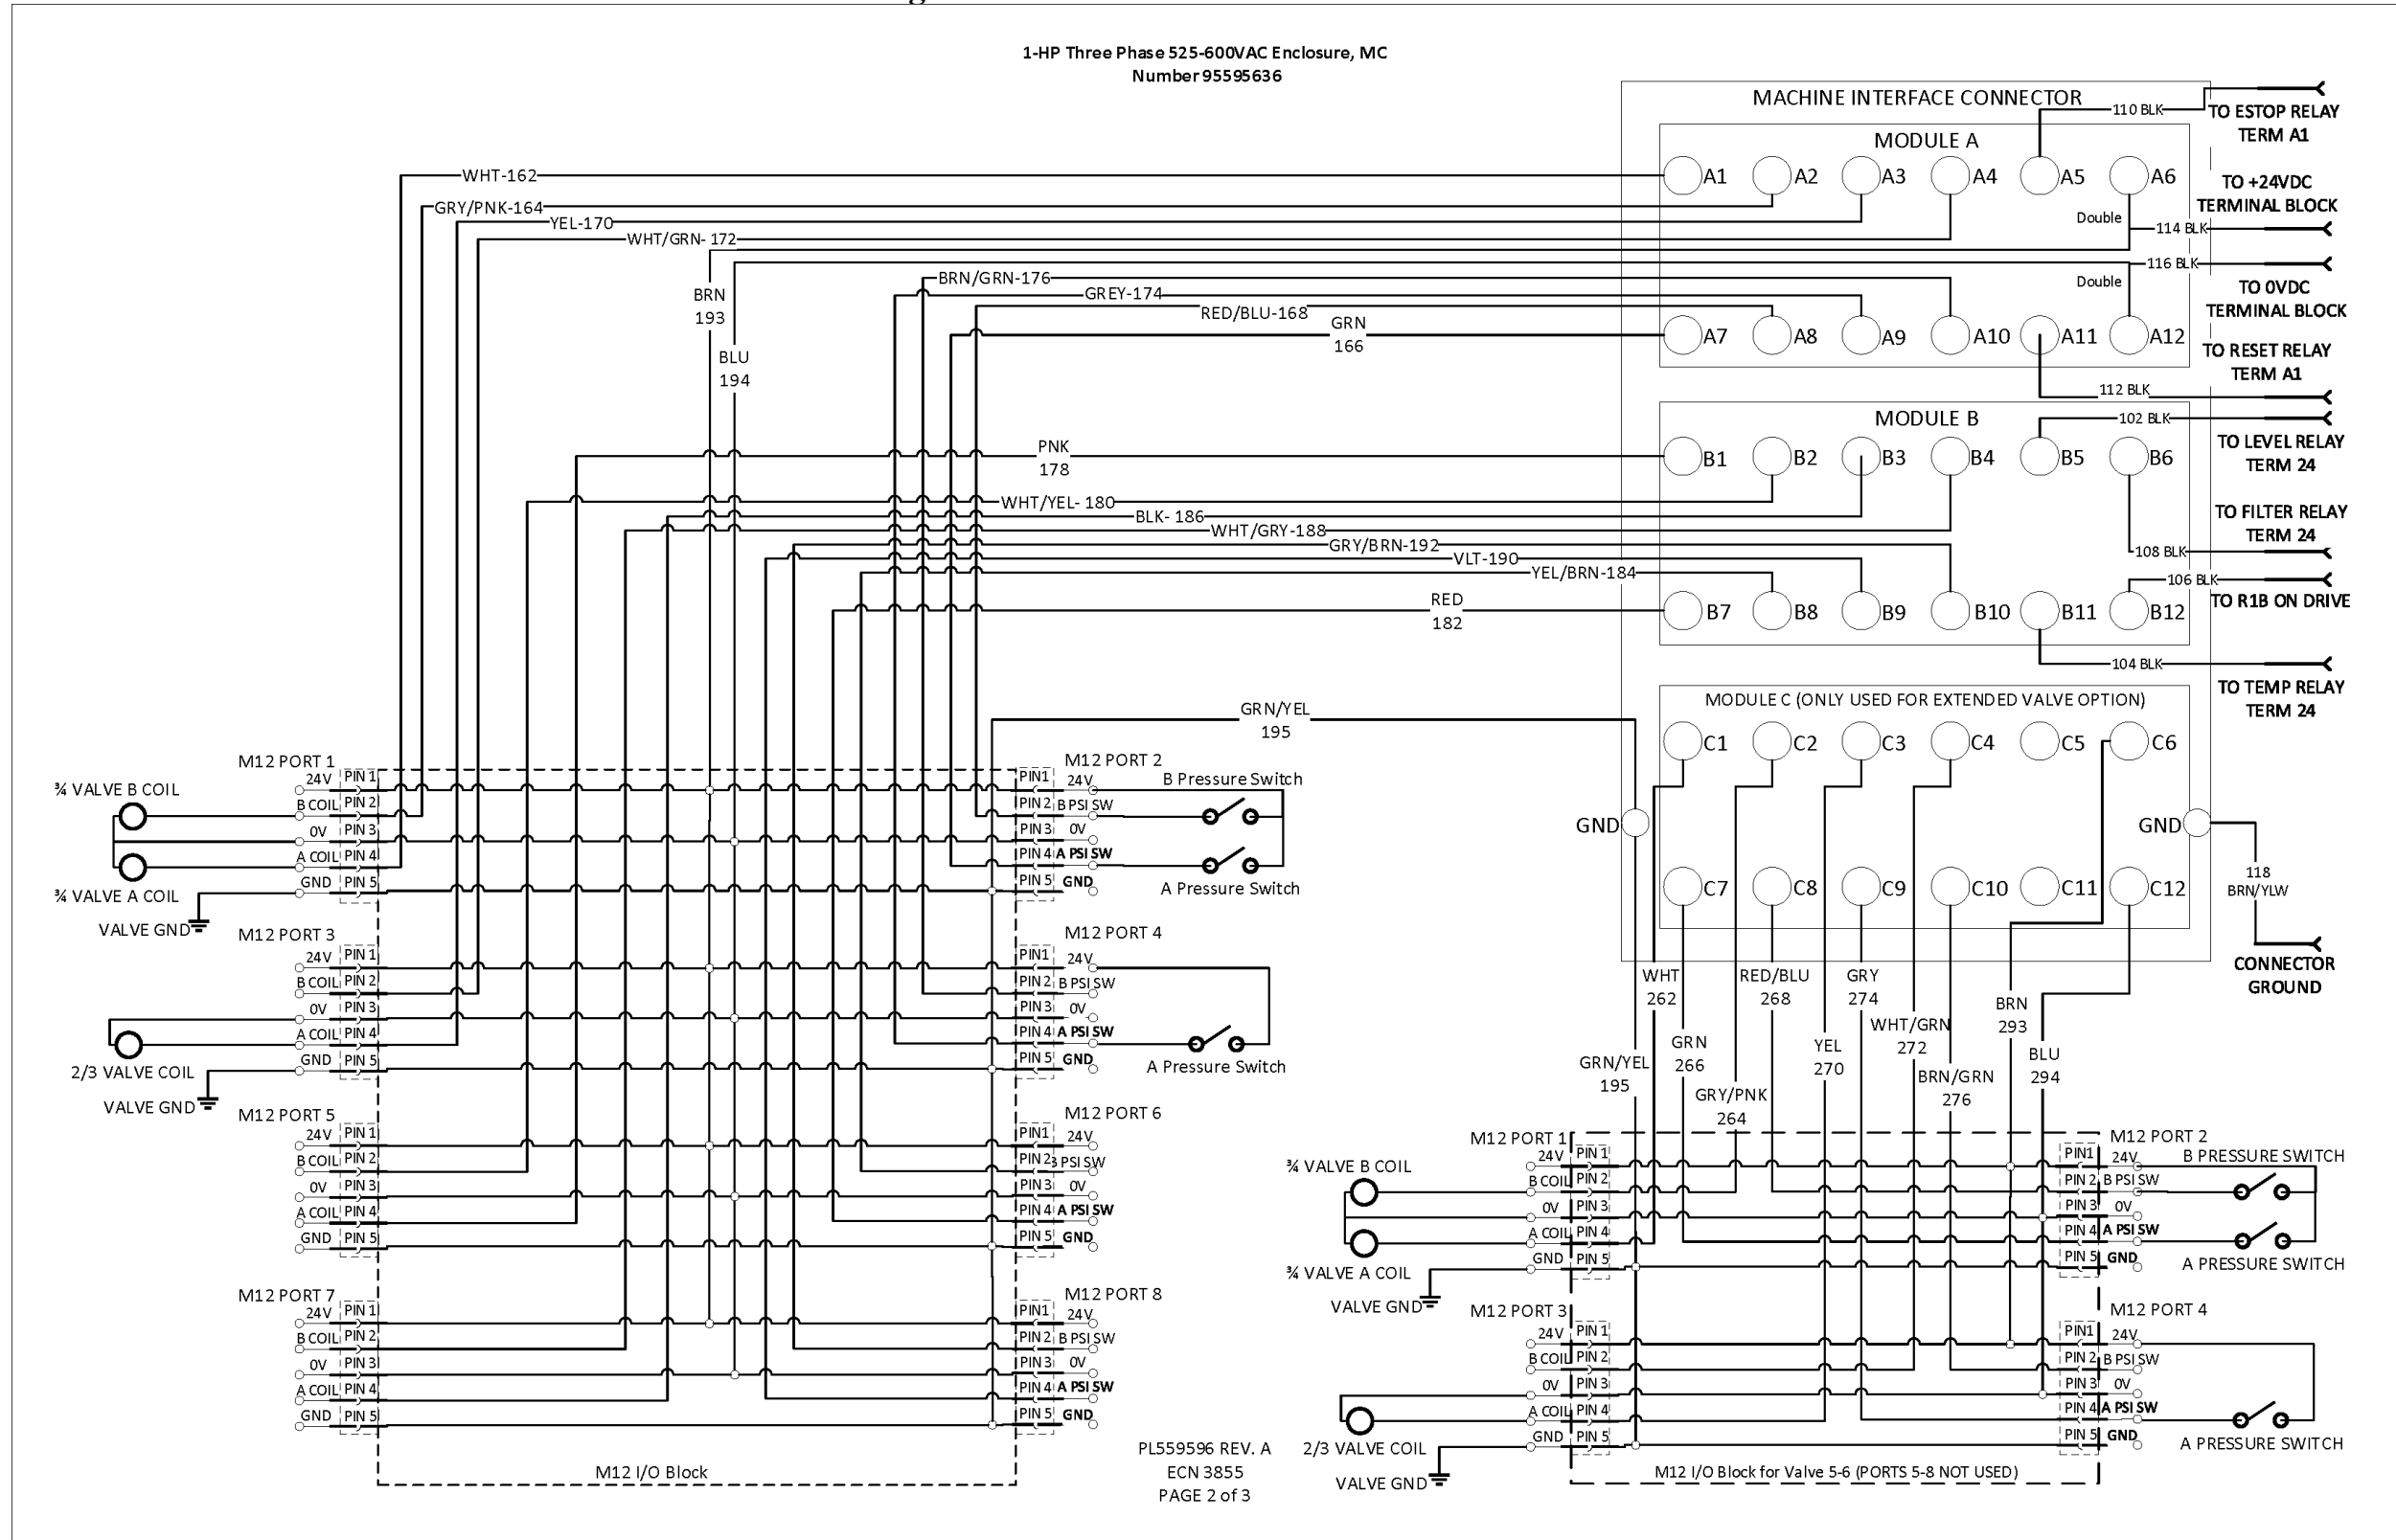 1-HP Three Phase 525-600VAC Enclosure, MC
Number 95595636
MACHINE INTERFACE CONNECTOR
110 BLK
TO ESTOP RELAY
TERM A1
MODULE A
A1
A2
A3
A4
A5
A6
WHT-162
GRY/PNK-164
YEL-170
WHT/GRN- 172
TO +24VDC
TERMINAL BLOCK
Double
114 BLK
116 BLK
Double
TO 0VDC
TERMINAL BLOCK
BRN
193
BRN/GRN-176
GREY-174
RED/BLU-168
GRN
166
BLU
194
A7
A8
A9
A10
A11
A12
TO RESET RELAY
TERM A1
112 BLK
MODULE B
102 BLK
TO LEVEL RELAY
TERM 24
B1
B2
B3
B4
B5
B6
PNK
178
WHT/YEL- 180
BLK- 186
WHT/GRY-188
GRY/BRN-192
VLT-190
YEL/BRN-184
RED
182
TO FILTER RELAY
TERM 24
108 BLK
106 BLK
TO R1B ON DRIVE
B7
B8
B9
B10
B11
B12
104 BLK
TO TEMP RELAY
TERM 24
MODULE C (ONLY USED FOR EXTENDED VALVE OPTION)
C1
C2
C3
C4
C5
C6
GRN/YEL
195
GND
GND
C7
C8
C9
C10
C11
C12
118
BRN/YLW
CONNECTOR
GROUND
M12 PORT 1
24V
PIN 1
B COIL
PIN 2
0V
PIN 3
A COIL
PIN 4
GND
PIN 5
¾ VALVE B COIL
¾ VALVE A COIL
VALVE GND
M12 PORT 2
PIN1
24V
PIN 2
B PSI SW
PIN 3
0V
PIN 4
A PSI SW
PIN 5
GND
B Pressure Switch
A Pressure Switch
M12 PORT 3
24V
PIN 1
B COIL
PIN 2
0V
PIN 3
A COIL
PIN 4
GND
PIN 5
2/3 VALVE COIL
VALVE GND
M12 PORT 4
PIN1
24V
PIN 2
B PSI SW
PIN 3
0V
PIN 4
A PSI SW
PIN 5
GND
A Pressure Switch
M12 PORT 5
24V
PIN 1
B COIL
PIN 2
0V
PIN 3
A COIL
PIN 4
GND
PIN 5
M12 PORT 6
PIN1
24V
PIN 2
PSI SW
PIN 3
0V
PIN 4
A PSI SW
PIN 5
GND
M12 PORT 7
24V
PIN 1
B COIL
PIN 2
0V
PIN 3
A COIL
PIN 4
GND
PIN 5
M12 PORT 8
PIN1
24V
PIN 2
B PSI SW
PIN 3
0V
PIN 4
A PSI SW
PIN 5
GND
M12 I/O Block
WHT
262
RED/BLU
268
GRY
274
BRN
293
WHT/GRN
272
GRN
266
YEL
270
BLU
294
GRN/YEL
195
GRY/PNK
264
BRN/GRN
276
M12 PORT 1
24V
PIN 1
B COIL
PIN 2
0V
PIN 3
A COIL
PIN 4
GND
PIN 5
¾ VALVE B COIL
¾ VALVE A COIL
VALVE GND
M12 PORT 2
PIN1
24V
PIN 2
B PSI SW
PIN 3
0V
PIN 4
A PSI SW
PIN 5
GND
B PRESSURE SWITCH
A PRESSURE SWITCH
M12 PORT 3
24V
PIN 1
B COIL
PIN 2
0V
PIN 3
A COIL
PIN 4
GND
PIN 5
2/3 VALVE COIL
VALVE GND
M12 PORT 4
PIN1
24V
PIN 2
B PSI SW
PIN 3
0V
PIN 4
A PSI SW
PIN 5
GND
A PRESSURE SWITCH
M12 I/O Block for Valve 5-6 (PORTS 5-8 NOT USED)
PL559596 REV. A
ECN 3855
PAGE 2 of 3